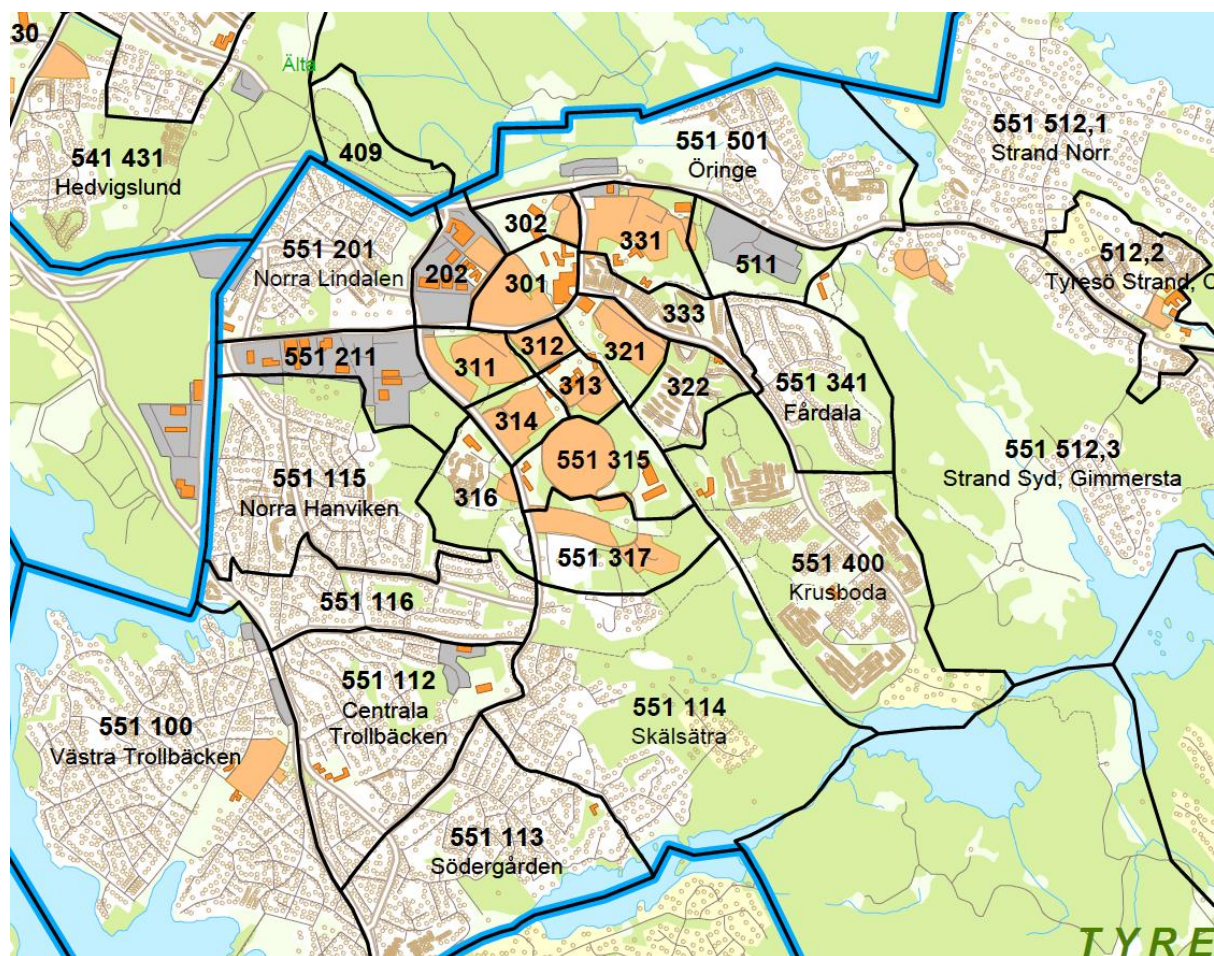 30
Älta
551 512,1
Strand Norr
551 501
Öringe
409
541 431
Hedvigslund
302
331
551 201
Norra Lindalen
512,2
Tyresö Strand, C
511
202
301
333
312
321
551 211
311
313
322
551 341
Fårdala
314
551 315
551 512,3
Strand Syd, Gimmersta
551 115
Norra Hanviken
316
551 317
551 400
Krusboda
551 116
551 112
Centrala
Trollbäcken
551 114
Skälsätra
551 100
Västra Trollbäcken
551 113
Södergården
TYRE